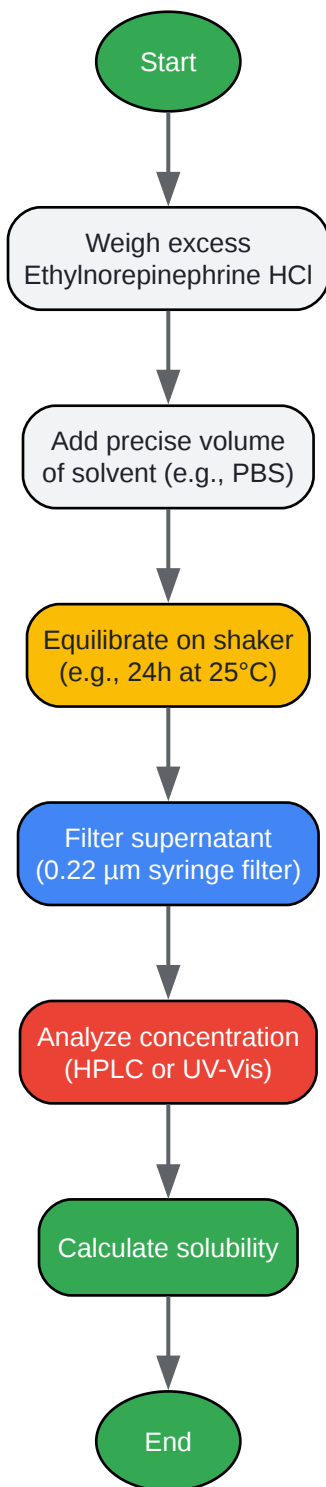 Start
Weigh excess
Ethylnorepinephrine HCl
Add precise volume
of solvent (e.g., PBS)
Equilibrate on shaker
(e.g., 24h at 25°C)
Filter supernatant
(0.22 µm syringe filter)
Analyze concentration
(HPLC or UV-Vis)
Calculate solubility
End